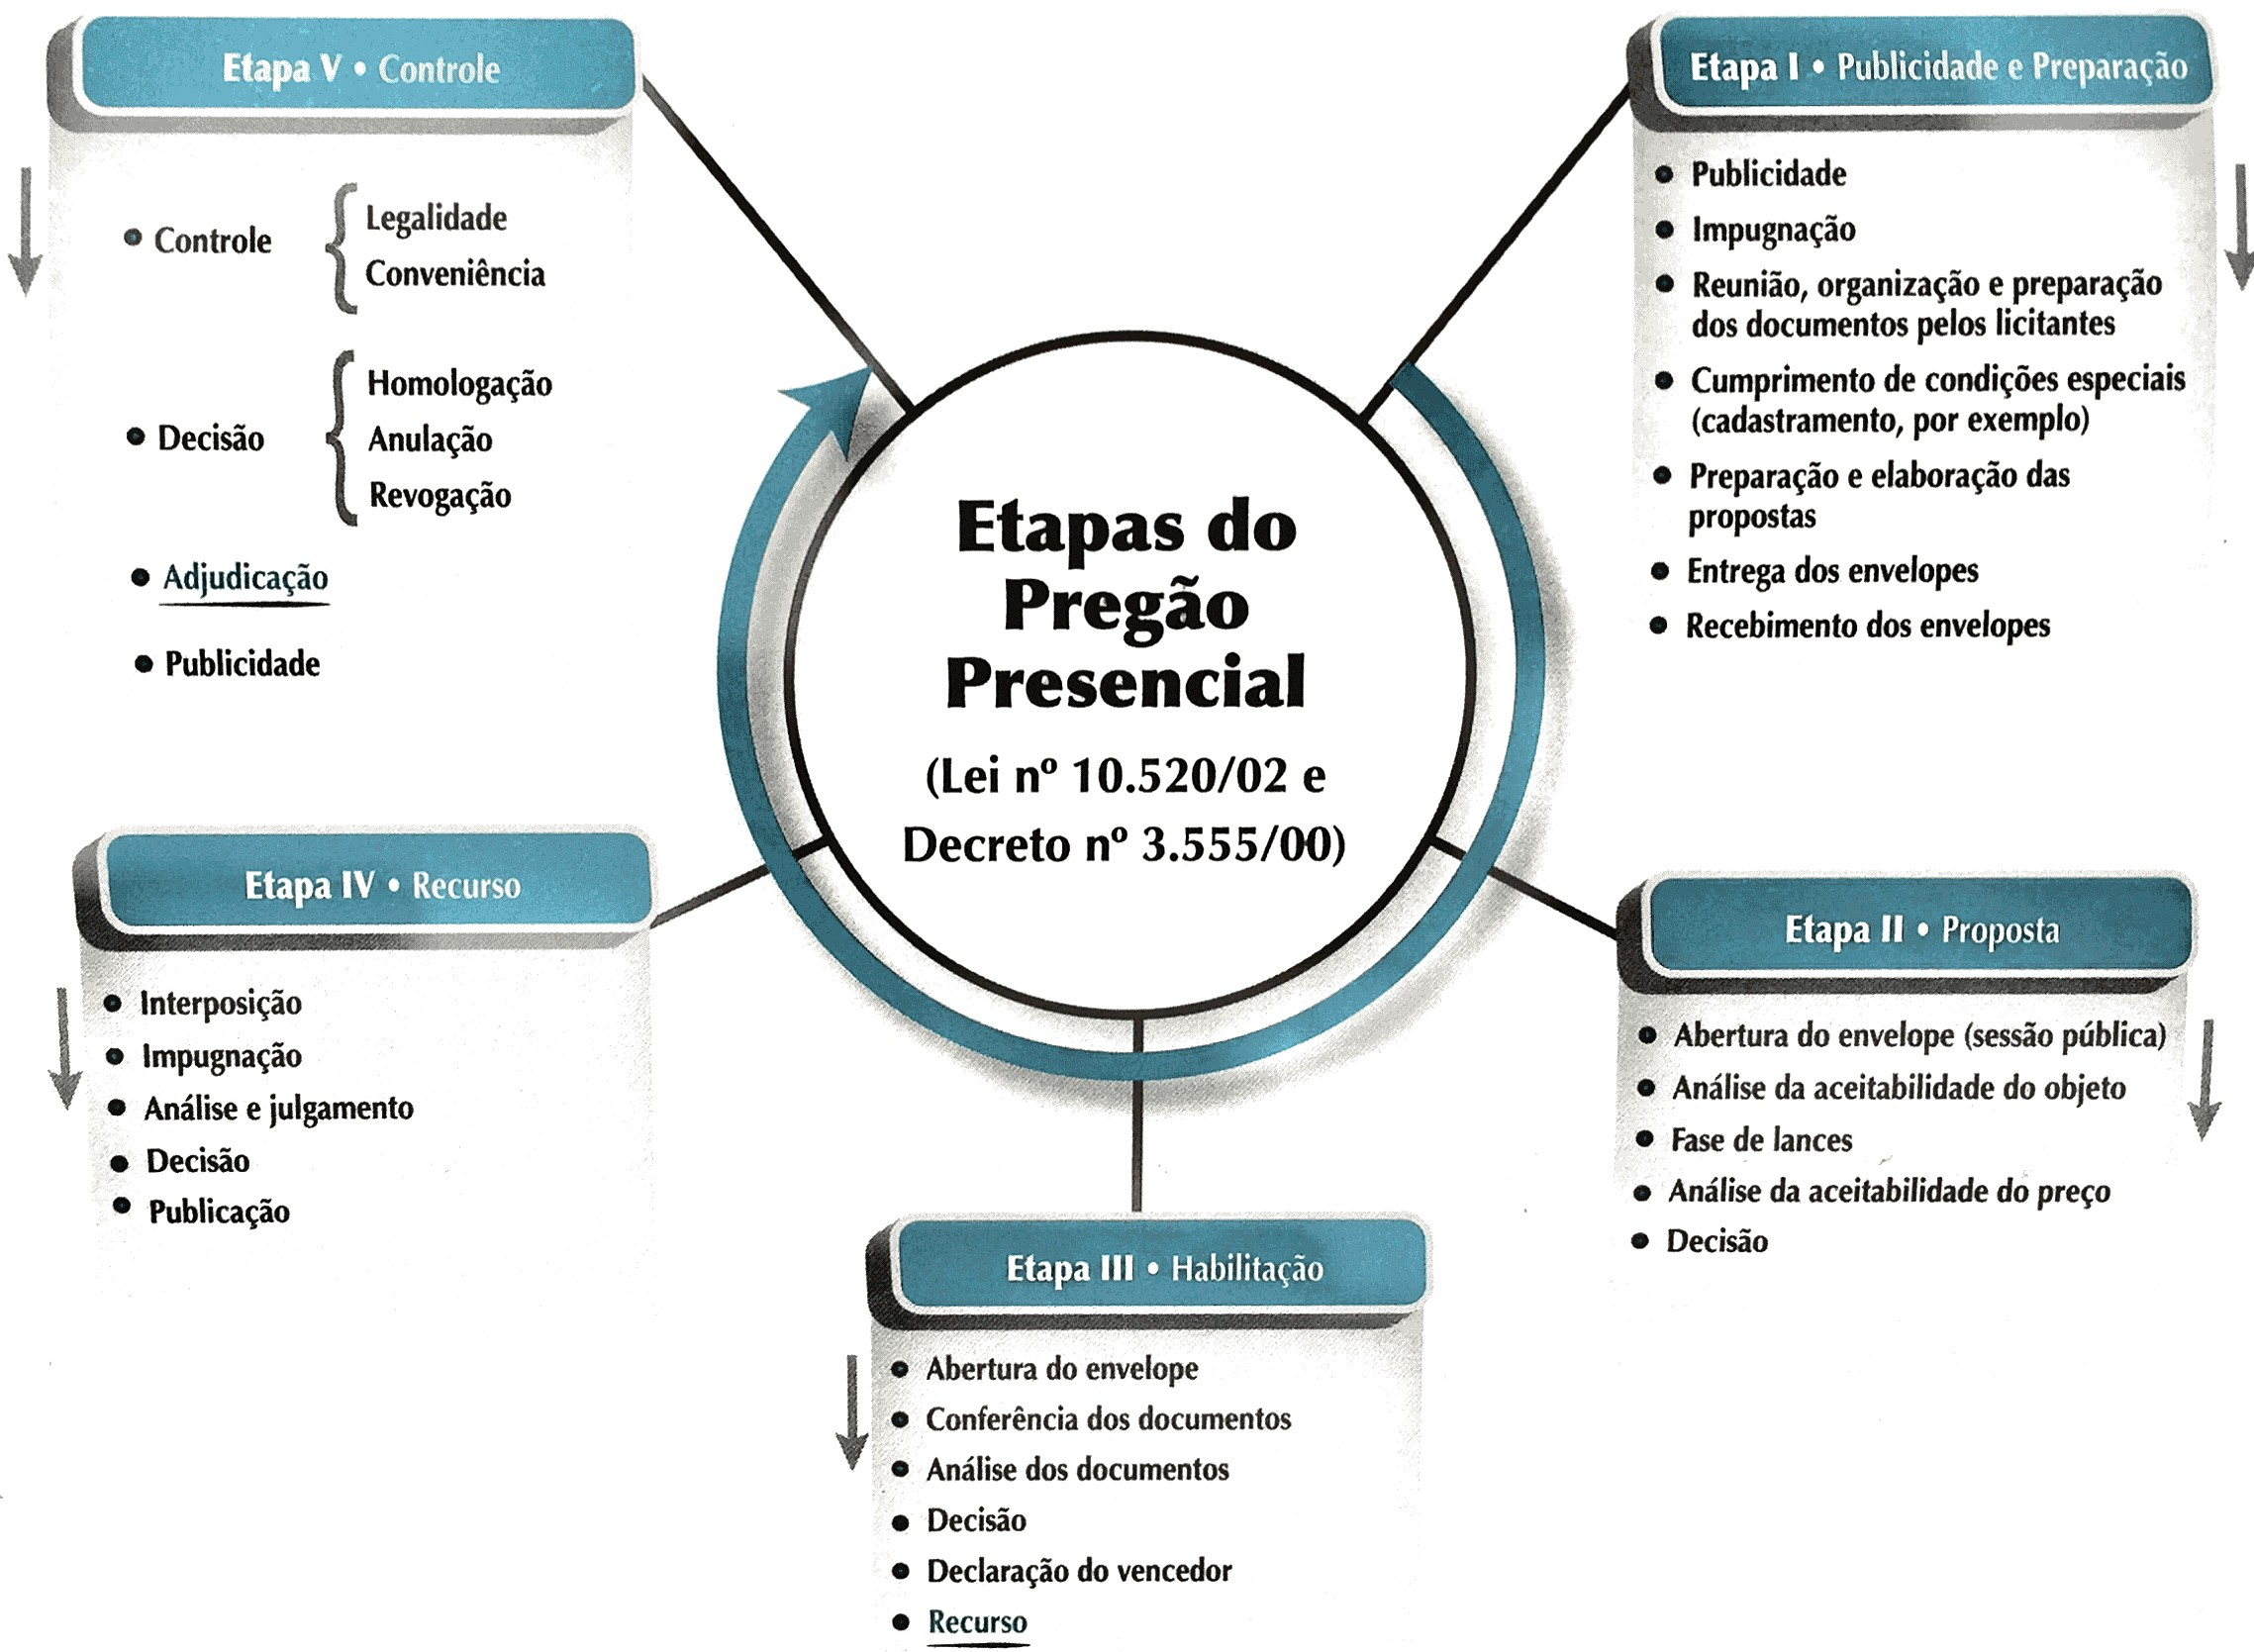 Etapas do
Pregão
Presencial
(Lei nº 10.520/02 e
Decreto nº 3.555/00)
Etapa I • Publicidade e Preparação
• Publicidade
• Impugnação
• Reunião, organização e preparação
dos documentos pelos licitantes
• Cumprimento de condições especiais
(cadastramento, por exemplo)
• Preparação e elaboração das
propostas
• Entrega dos envelopes
• Recebimento dos envelopes
Etapa II • Proposta
• Abertura do envelope (sessão pública)
• Análise da aceitabilidade do objeto
• Fase de lances
• Análise da aceitabilidade do preço
• Decisão
Etapa III • Habilitação
• Abertura do envelope
• Conferência dos documentos
• Análise dos documentos
• Decisão
• Declaração do vencedor
• Recurso
Etapa IV • Recurso
• Interposição
• Impugnação
• Análise e julgamento
• Decisão
• Publicação
Etapa V • Controle
• Controle
Legalidade
Conveniência
• Decisão
Homologação
Anulação
Revogação
• Adjudicação
• Publicidade